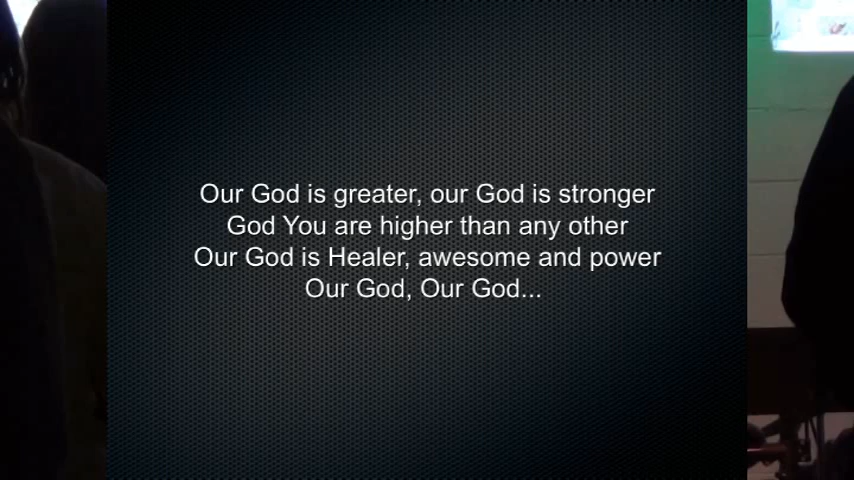 Our God is greater, our God is stronger
God You are higher than any other
Our God is Healer, awesome and power
Our God, Our God...